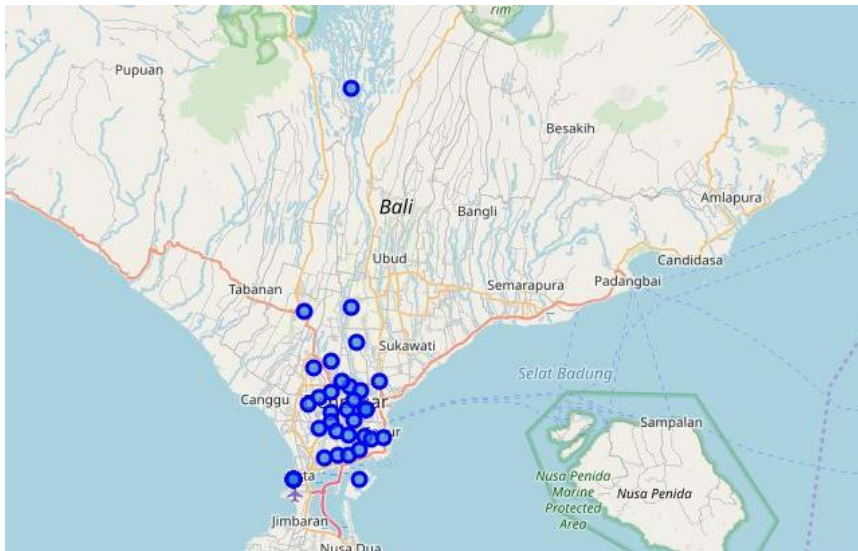 rim
Pupuan
Besakih
Amlapura
Bali
Bangli
Ubud
Candidasa
Padangbai
Tabanan
Semarapura
Sukawati
Selat Badung
Canggu
Sampalan
Nusa Penida
Marine
Protected
Area
Nusa Penida
Jimbaran
Nusa Dua